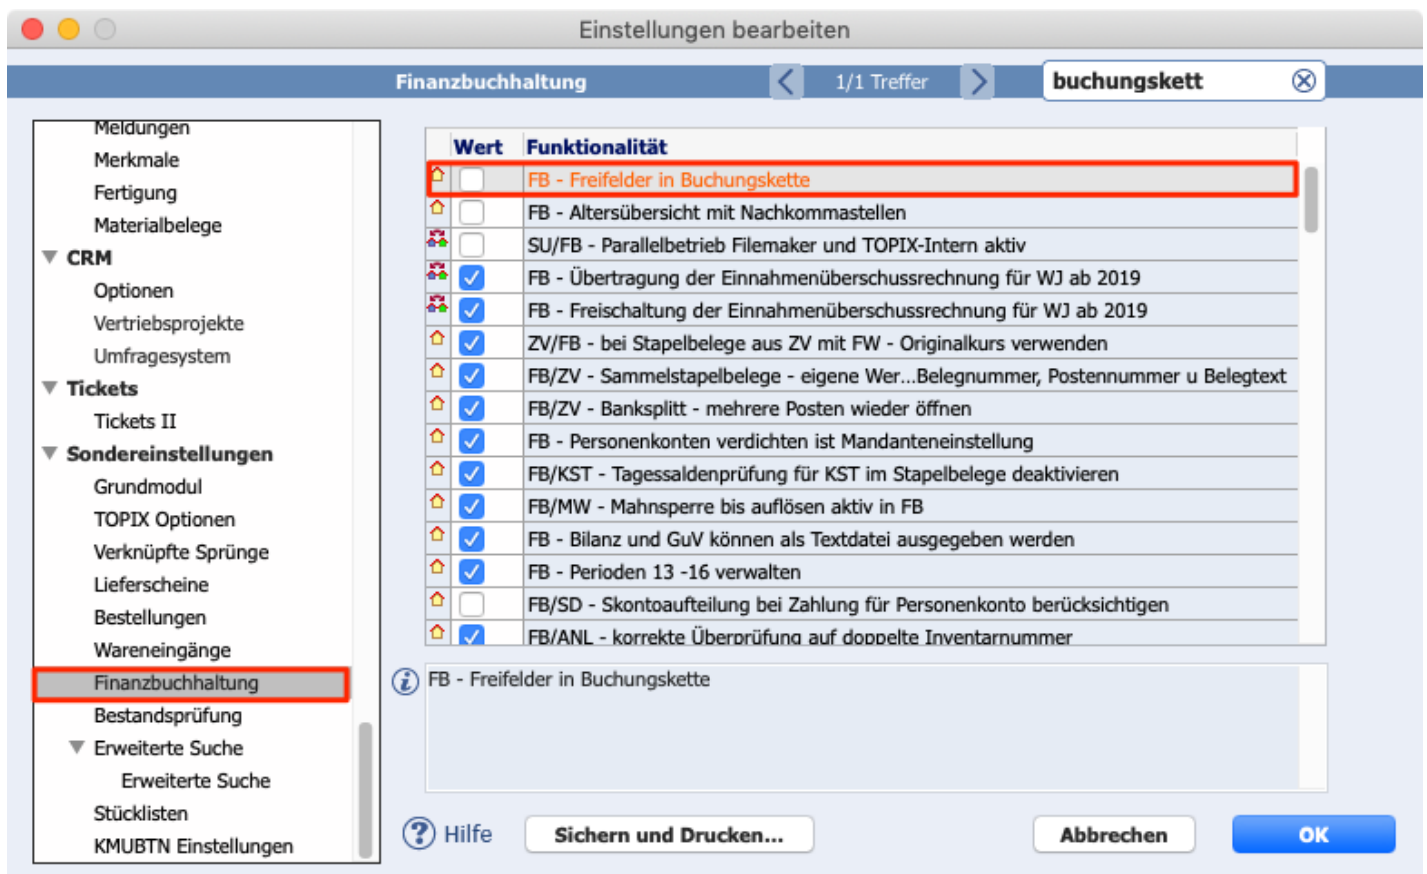 Einstellungen bearbeiten
Finanzbuchhaltung
1/1 Treffer
buchungskett
Meldungen
Merkmale
Fertigung
Materialbelege
CRM
Optionen
Vertriebsprojekte
Umfragesystem
Tickets
Tickets II
Sondereinstellungen
Grundmodul
TOPIX Optionen
Verknüpfte Sprünge
Lieferscheine
Bestellungen
Wareneingänge
Finanzbuchhaltung
Bestandsprüfung
Erweiterte Suche
Erweiterte Suche
Stücklisten
KMUBTN Einstellungen
Wert Funktionalität
FB - Freifelder in Buchungskette
FB - Altersübersicht mit Nachkommastellen
SU/FB - Parallelbetrieb Filemaker und TOPIX-Intern aktiv
FB - Übertragung der Einnahmenüberschussrechnung für WJ ab 2019
FB - Freischaltung der Einnahmenüberschussrechnung für WJ ab 2019
ZV/FB - bei Stapelbelege aus ZV mit FW - Originalkurs verwenden
FB/ZV - Sammelstapelbelege - eigene Wer...Belegnummer, Postennummer u Belegtext
FB/ZV - Banksplitt - mehrere Posten wieder öffnen
FB - Personenkonten verdichten ist Mandanteneinstellung
FB/KST - Tagessaldenprüfung für KST im Stapelbelege deaktivieren
FB/MW - Mahnsperre bis auflösen aktiv in FB
FB - Bilanz und GuV können als Textdatei ausgegeben werden
FB - Perioden 13 -16 verwalten
FB/SD - Skontoaufteilung bei Zahlung für Personenkonto berücksichtigen
FB/ANL - korrekte Überprüfung auf doppelte Inventarnummer
FB - Freifelder in Buchungskette
Hilfe
Sichern und Drucken...
Abbrechen
OK